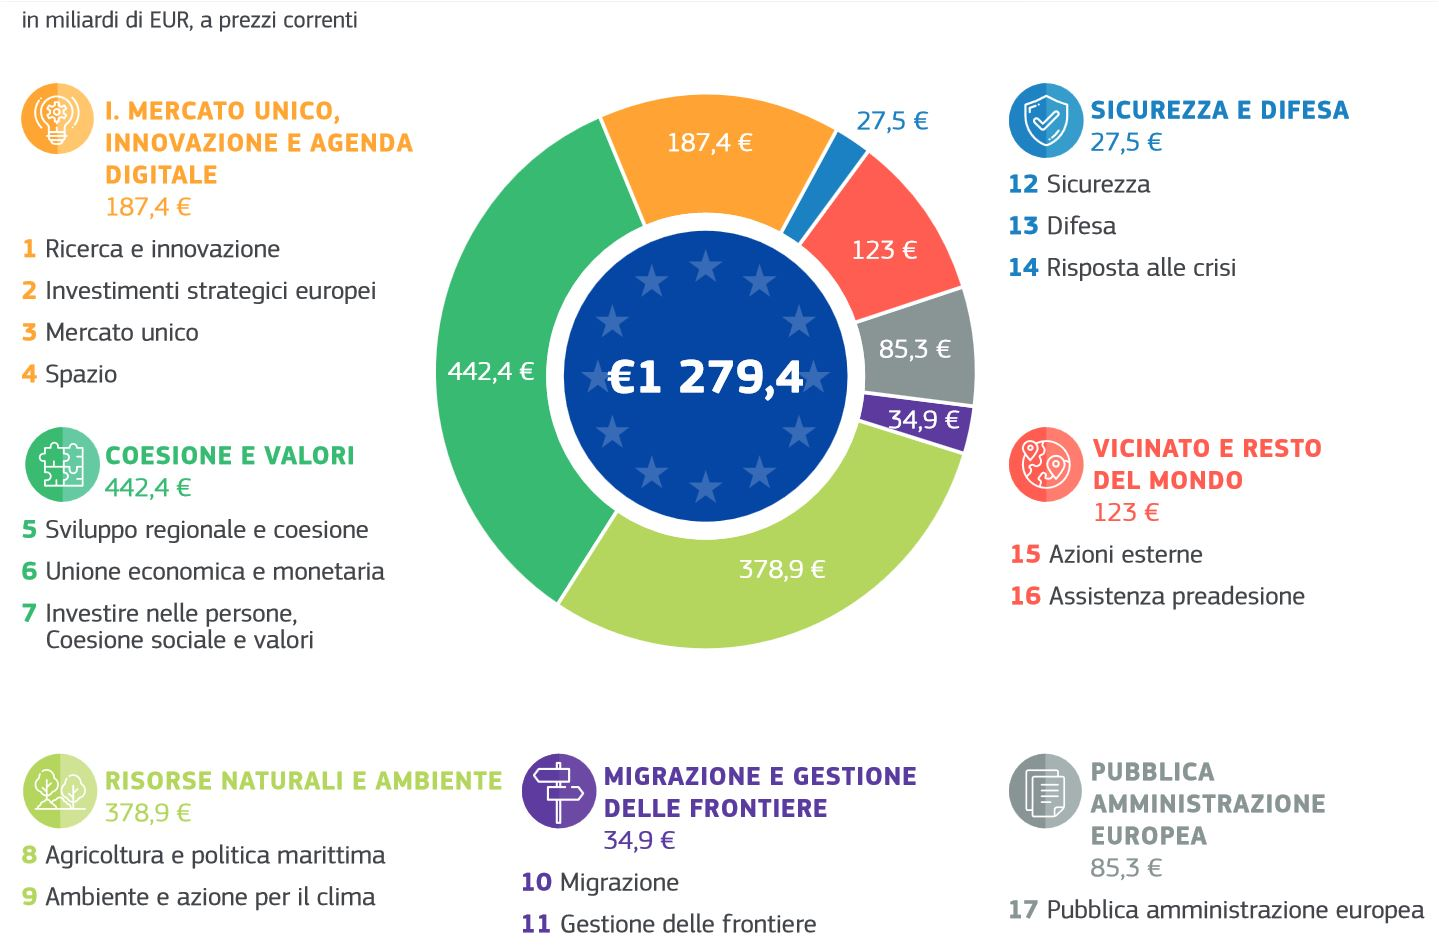 in miliardi di EUR, a prezzi correnti
I. MERCATO UNICO,
INNOVAZIONE E AGENDA
DIGITALE
187,4 €
1 Ricerca e innovazione
2 Investimenti strategici europei
3 Mercato unico
4 Spazio
COESIONE E VALORI
442,4 €
5 Sviluppo regionale e coesione
6 Unione economica e monetaria
7 Investire nelle persone,
Coesione sociale e valori
187,4 €
27,5 €
123 €
85,3 €
34,9 €
378,9 €
442,4 €
€1 279,4
SICUREZZA E DIFESA
27,5 €
12 Sicurezza
13 Difesa
14 Risposta alle crisi
VICINATO E RESTO
DEL MONDO
123 €
15 Azioni esterne
16 Assistenza preadesione
RISORSE NATURALI E AMBIENTE
378,9 €
8 Agricoltura e politica marittima
9 Ambiente e azione per il clima
MIGRAZIONE E GESTIONE
DELLE FRONTIERE
34,9 €
10 Migrazione
11 Gestione delle frontiere
PUBBLICA
AMMINISTRAZIONE
EUROPEA
85,3 €
17 Pubblica amministrazione europea